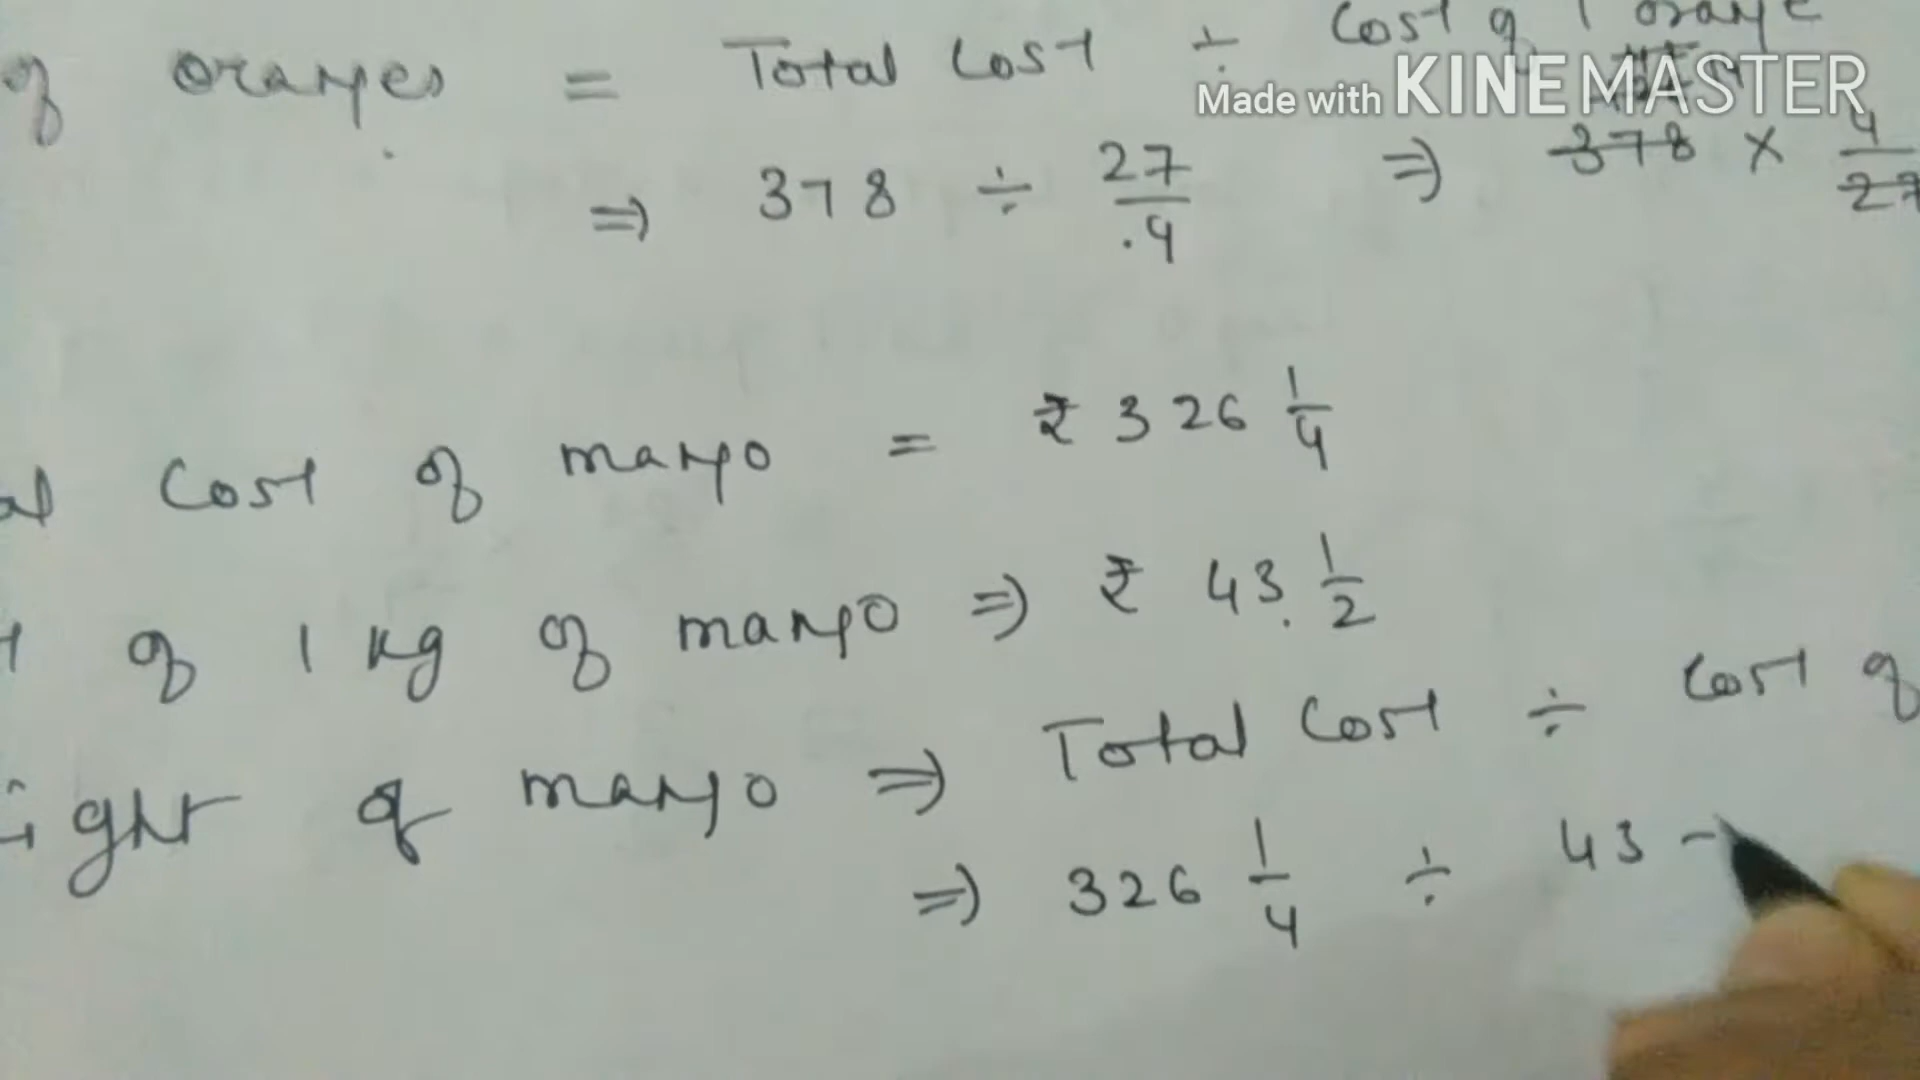 of oranges = Total cost ÷ cost of 1 orange
Made with KINEMASTER
⇒ 378 ÷ 27/4 ⇒ 378 × 4/27
cost of mango = ₹ 326 1/4
of 1 kg of mango ⇒ ₹ 43 1/2
ight of mango ⇒ Total cost ÷ cost of
⇒ 326 1/4 ÷ 43